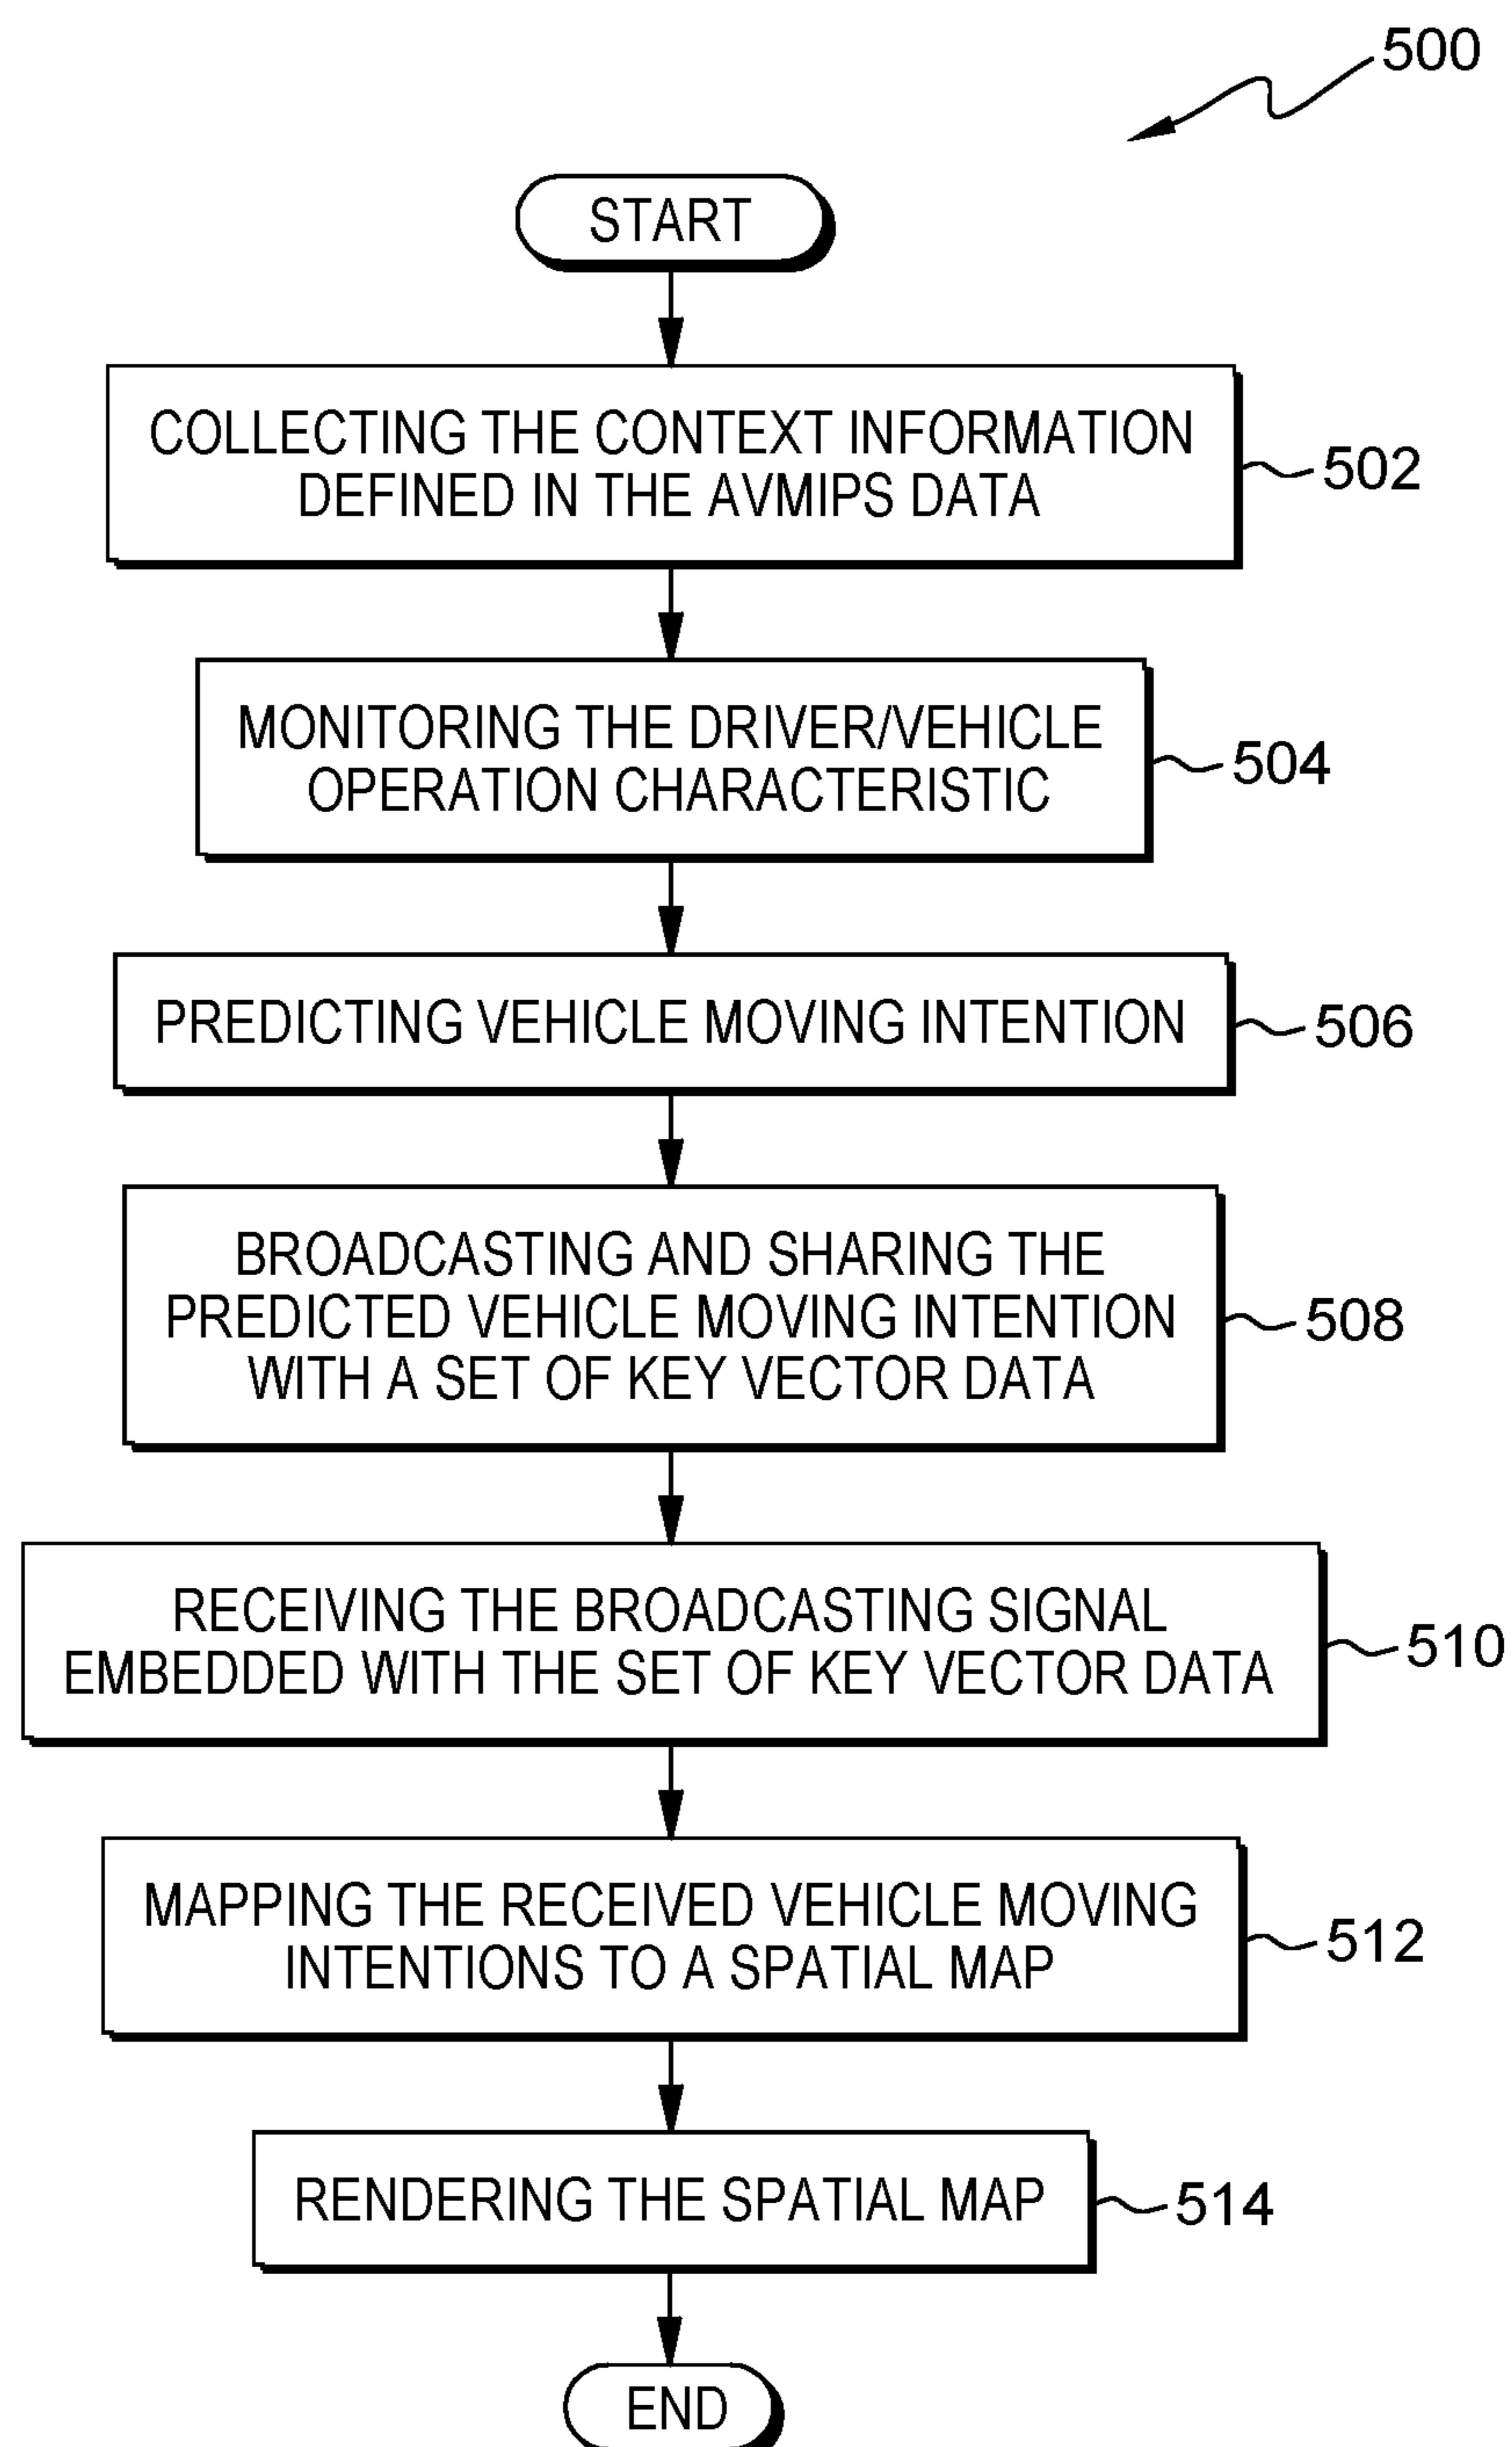 500
START
COLLECTING THE CONTEXT INFORMATION
DEFINED IN THE AVMIPS DATA
502
MONITORING THE DRIVER/VEHICLE
OPERATION CHARACTERISTIC
504
PREDICTING VEHICLE MOVING INTENTION
506
BROADCASTING AND SHARING THE
PREDICTED VEHICLE MOVING INTENTION
WITH A SET OF KEY VECTOR DATA
508
RECEIVING THE BROADCASTING SIGNAL
EMBEDDED WITH THE SET OF KEY VECTOR DATA
510
MAPPING THE RECEIVED VEHICLE MOVING
INTENTIONS TO A SPATIAL MAP
512
RENDERING THE SPATIAL MAP
514
END